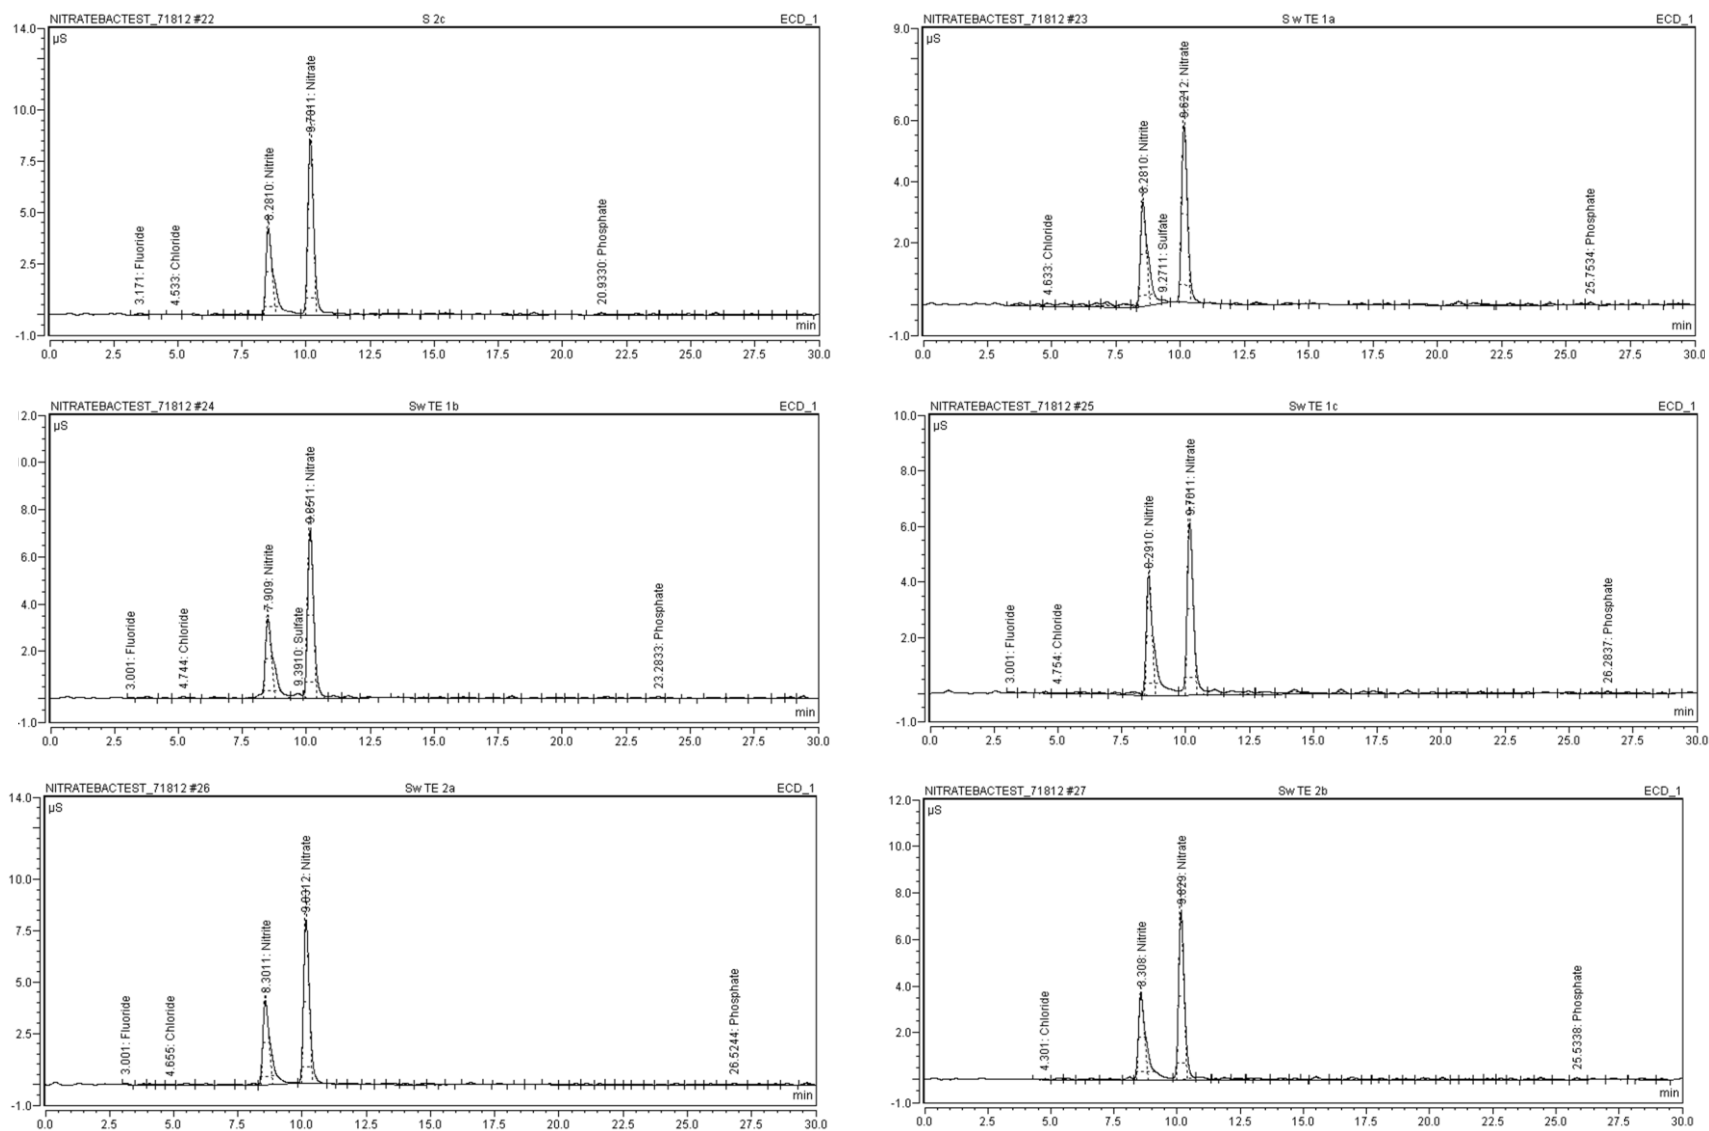 NITRATEBACTEST_71812 #22 S 2c ECD_1
14.0
µS
10.0
7.5
5.0
2.5
-1.0
3.171: Fluoride
4.533: Chloride
8.2810: Nitrite
9.7011: Nitrate
20.9330: Phosphate
min
0.0 2.5 5.0 7.5 10.0 12.5 15.0 17.5 20.0 22.5 25.0 27.5 30.0
NITRATEBACTEST_71812 #23 S w TE 1a ECD_1
9.0
µS
6.0
4.0
2.0
-1.0
4.633: Chloride
8.2810: Nitrite
9.2711: Sulfate
9.6212: Nitrate
25.7534: Phosphate
min
0.0 2.5 5.0 7.5 10.0 12.5 15.0 17.5 20.0 22.5 25.0 27.5 30.0
NITRATEBACTEST_71812 #24 Sw TE 1b ECD_1
2.0
µS
0.0
8.0
6.0
4.0
2.0
0.0
-1.0
3.001: Fluoride
4.744: Chloride
7.909: Nitrite
9.3910: Sulfate
9.6511: Nitrate
23.2833: Phosphate
min
0.0 2.5 5.0 7.5 10.0 12.5 15.0 17.5 20.0 22.5 25.0 27.5 30.0
NITRATEBACTEST_71812 #25 Sw TE 1c ECD_1
10.0
µS
8.0
6.0
4.0
2.0
-1.0
3.001: Fluoride
4.754: Chloride
8.2910: Nitrite
9.7011: Nitrate
26.2837: Phosphate
min
0.0 2.5 5.0 7.5 10.0 12.5 15.0 17.5 20.0 22.5 25.0 27.5 30.0
NITRATEBACTEST_71812 #26 Sw TE 2a ECD_1
14.0
µS
10.0
7.5
5.0
2.5
-1.0
3.001: Fluoride
4.655: Chloride
8.3011: Nitrite
Nitrate
26.5244: Phosphate
min
0.0 2.5 5.0 7.5 10.0 12.5 15.0 17.5 20.0 22.5 25.0 27.5 30.0
NITRATEBACTEST_71812 #27 Sw TE 2b ECD_1
12.0
µS
8.0
6.0
4.0
2.0
-1.0
4.301: Chloride
8.308: Nitrite
Nitrate
25.5338: Phosphate
min
0.0 2.5 5.0 7.5 10.0 12.5 15.0 17.5 20.0 22.5 25.0 27.5 30.0